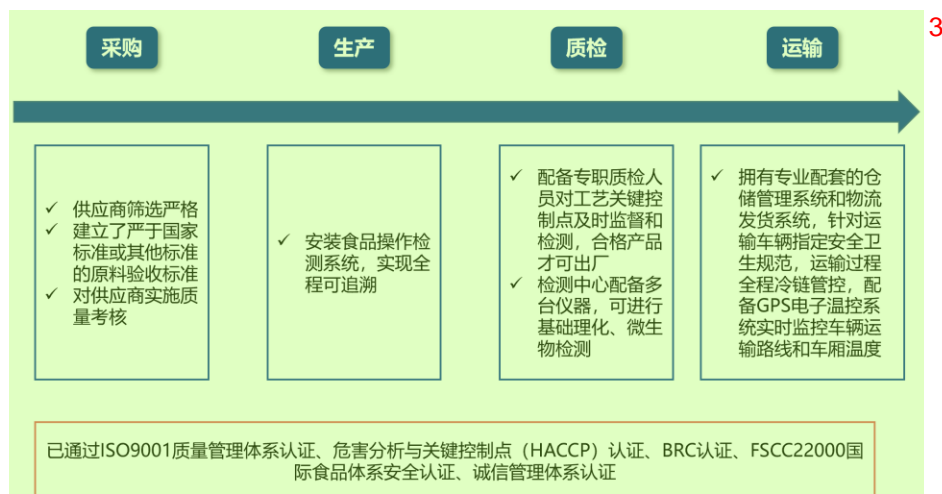 3
采购
生产
质检
运输
✓ 供应商筛选严格
✓ 建立了严于国家
标准或其他标准
的原料验收标准
✓ 对供应商实施质
量考核
✓ 安装食品操作检
测系统，实现全
程可追溯
✓ 配备专职质检人
员对工艺关键控
制点及时监督和
检测，合格产品
才可出厂
✓ 检测中心配备多
台仪器，可进行
基础理化、微生
物检测
✓ 拥有专业配套的仓
储管理系统和物流
发货系统，针对运
输车辆指定安全卫
生规范，运输过程
全程冷链管控，配
备GPS电子温控系
统实时监控车辆运
输路线和车厢温度
已通过ISO9001质量管理体系认证、危害分析与关键控制点（HACCP）认证、BRC认证、FSCC22000国
际食品体系安全认证、诚信管理体系认证